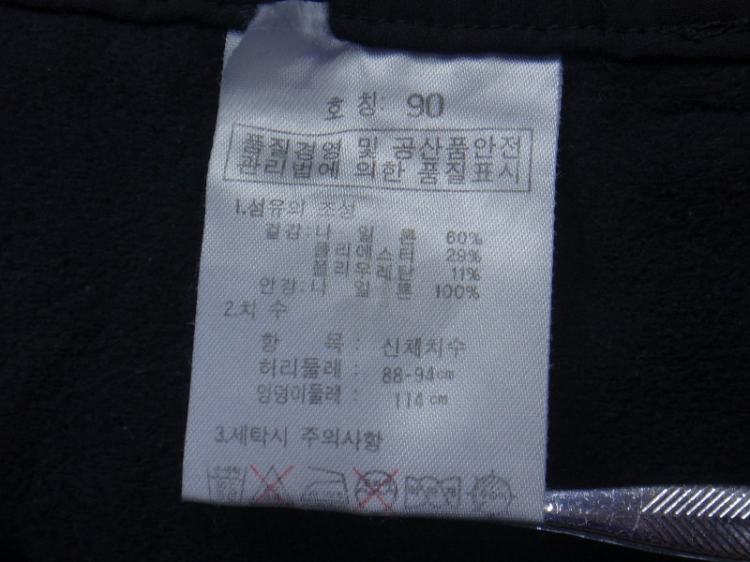 호 칭: 90
품질경영 및 공산품안전
관리법에 의한 품질표시
1.섬유의 조성
겉감:나 일 론 60%
폴리에스터 29%
폴리우레탄 11%
안감:나 일 론 100%
2.치 수
항 목 : 신체치수
허리둘레 : 88-94cm
엉덩이둘레 : 114cm
3.세탁시 주의사항